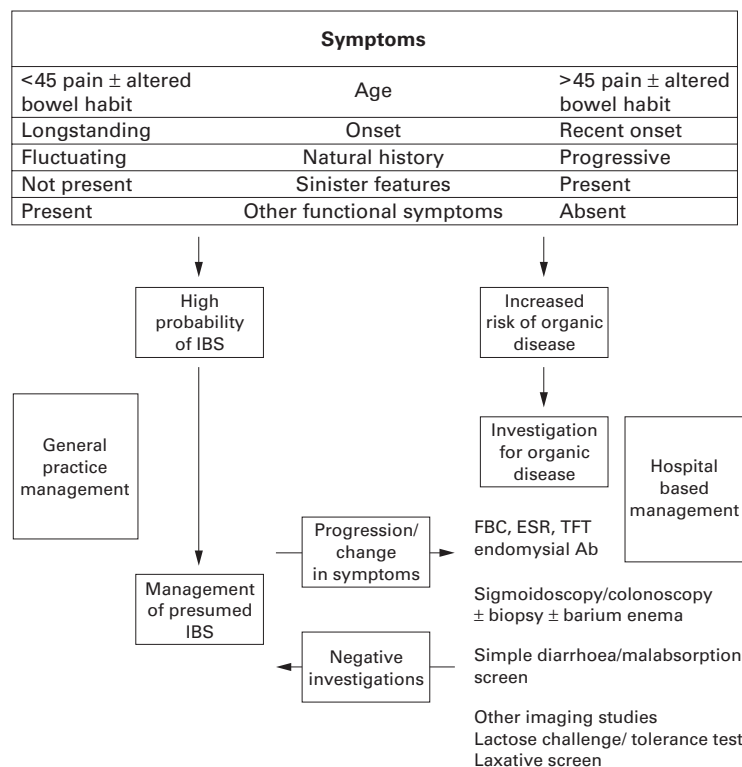 Symptoms
<45 pain ± altered
bowel habit
Age
>45 pain ± altered
bowel habit
Longstanding Onset Recent onset
Fluctuating Natural history Progressive
Not present Sinister features Present
Present Other functional symptoms Absent
High
probability
of IBS
Increased
risk of organic
disease
General
practice
management
Investigation
for organic
disease
Hospital
based
management
Progression/
change
in symptoms
FBC, ESR, TFT
endomysial Ab
Management
of presumed
IBS
Sigmoidoscopy/colonoscopy
± biopsy ± barium enema
Negative
investigations
Simple diarrhoea/malabsorption
screen
Other imaging studies
Lactose challenge/ tolerance test
Laxative screen